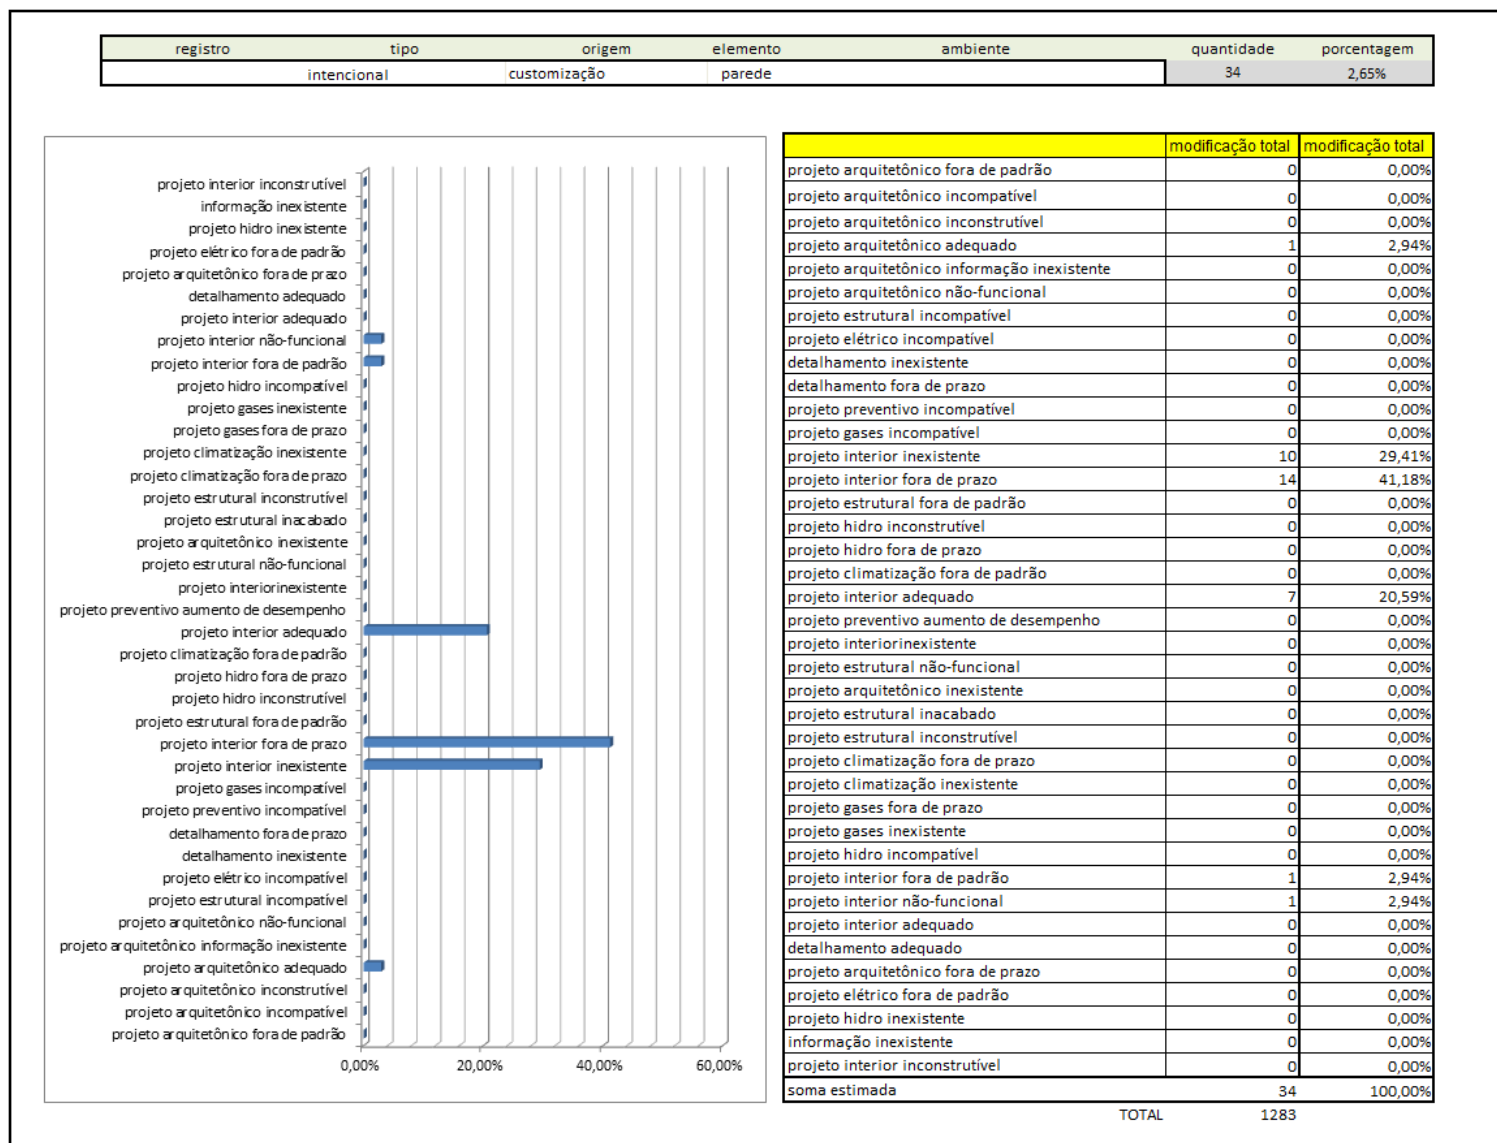 registro tipo origem elemento ambiente quantidade porcentagem
intencional customização parede 34 2,65%
projeto interior inconstrutível
informação inexistente
projeto hidro inexistente
projeto elétrico fora de padrão
projeto arquitetônico fora de prazo
detalhamento adequado
projeto interior adequado
projeto interior não-funcional
projeto interior fora de padrão
projeto hidro incompatível
projeto gases inexistente
projeto gases fora de prazo
projeto climatização inexistente
projeto climatização fora de prazo
projeto estrutural inconstrutível
projeto estrutural inacabado
projeto arquitetônico inexistente
projeto estrutural não-funcional
projeto interiorinexistente
projeto preventivo aumento de desempenho
projeto interior adequado
projeto climatização fora de padrão
projeto hidro fora de prazo
projeto hidro inconstrutível
projeto estrutural fora de padrão
projeto interior fora de prazo
projeto interior inexistente
projeto gases incompatível
projeto preventivo incompatível
detalhamento fora de prazo
detalhamento inexistente
projeto elétrico incompatível
projeto estrutural incompatível
projeto arquitetônico não-funcional
projeto arquitetônico informação inexistente
projeto arquitetônico adequado
projeto arquitetônico inconstrutível
projeto arquitetônico incompatível
projeto arquitetônico fora de padrão
0,00% 20,00% 40,00% 60,00%
modificação total modificação total
projeto arquitetônico fora de padrão 0 0,00%
projeto arquitetônico incompatível 0 0,00%
projeto arquitetônico inconstrutível 0 0,00%
projeto arquitetônico adequado 1 2,94%
projeto arquitetônico informação inexistente 0 0,00%
projeto arquitetônico não-funcional 0 0,00%
projeto estrutural incompatível 0 0,00%
projeto elétrico incompatível 0 0,00%
detalhamento inexistente 0 0,00%
detalhamento fora de prazo 0 0,00%
projeto preventivo incompatível 0 0,00%
projeto gases incompatível 0 0,00%
projeto interior inexistente 10 29,41%
projeto interior fora de prazo 14 41,18%
projeto estrutural fora de padrão 0 0,00%
projeto hidro inconstrutível 0 0,00%
projeto hidro fora de prazo 0 0,00%
projeto climatização fora de padrão 0 0,00%
projeto interior adequado 7 20,59%
projeto preventivo aumento de desempenho 0 0,00%
projeto interiorinexistente 0 0,00%
projeto estrutural não-funcional 0 0,00%
projeto arquitetônico inexistente 0 0,00%
projeto estrutural inacabado 0 0,00%
projeto estrutural inconstrutível 0 0,00%
projeto climatização fora de prazo 0 0,00%
projeto climatização inexistente 0 0,00%
projeto gases fora de prazo 0 0,00%
projeto gases inexistente 0 0,00%
projeto hidro incompatível 0 0,00%
projeto interior fora de padrão 1 2,94%
projeto interior não-funcional 1 2,94%
projeto interior adequado 0 0,00%
detalhamento adequado 0 0,00%
projeto arquitetônico fora de prazo 0 0,00%
projeto elétrico fora de padrão 0 0,00%
projeto hidro inexistente 0 0,00%
informação inexistente 0 0,00%
projeto interior inconstrutível 0 0,00%
soma estimada 34 100,00%
TOTAL 1283